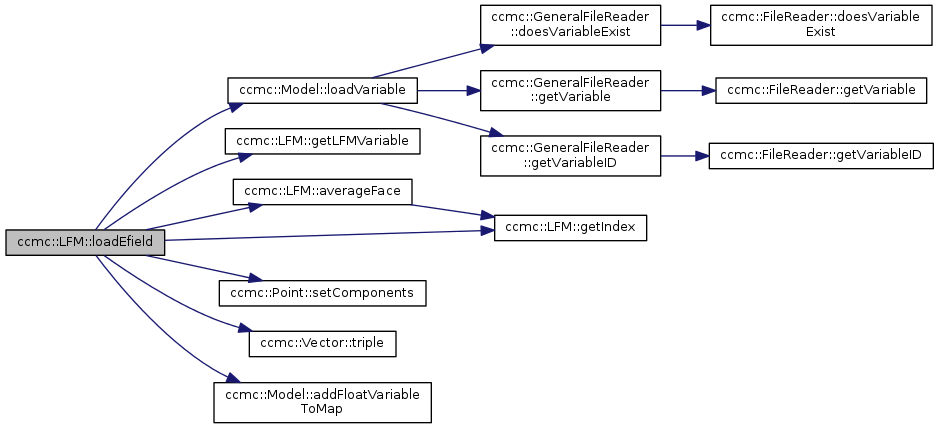 ccmc::GeneralFileReader
::doesVariableExist
ccmc::FileReader::doesVariable
Exist
ccmc::Model::loadVariable
ccmc::GeneralFileReader
::getVariable
ccmc::FileReader::getVariable
ccmc::LFM::getLFMVariable
ccmc::GeneralFileReader
::getVariableID
ccmc::FileReader::getVariableID
ccmc::LFM::averageFace
ccmc::LFM::getIndex
ccmc::LFM::loadEfield
ccmc::Point::setComponents
ccmc::Vector::triple
ccmc::Model::addFloatVariable
ToMap